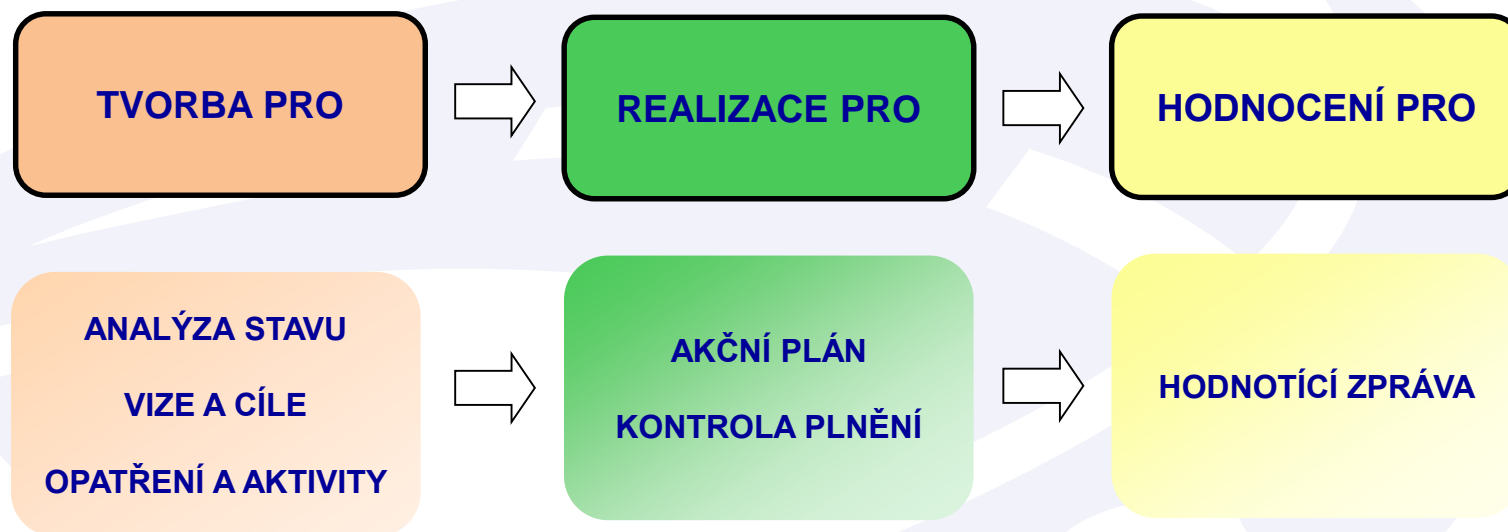 TVORBA PRO
REALIZACE PRO
HODNOCENÍ PRO
ANALÝZA STAVU
VIZE A CÍLE
OPATŘENÍ A AKTIVITY
AKČNÍ PLÁN
KONTROLA PLNĚNÍ
HODNOTÍCÍ ZPRÁVA